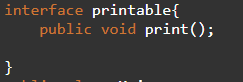 interface printable{
    public void print();
}